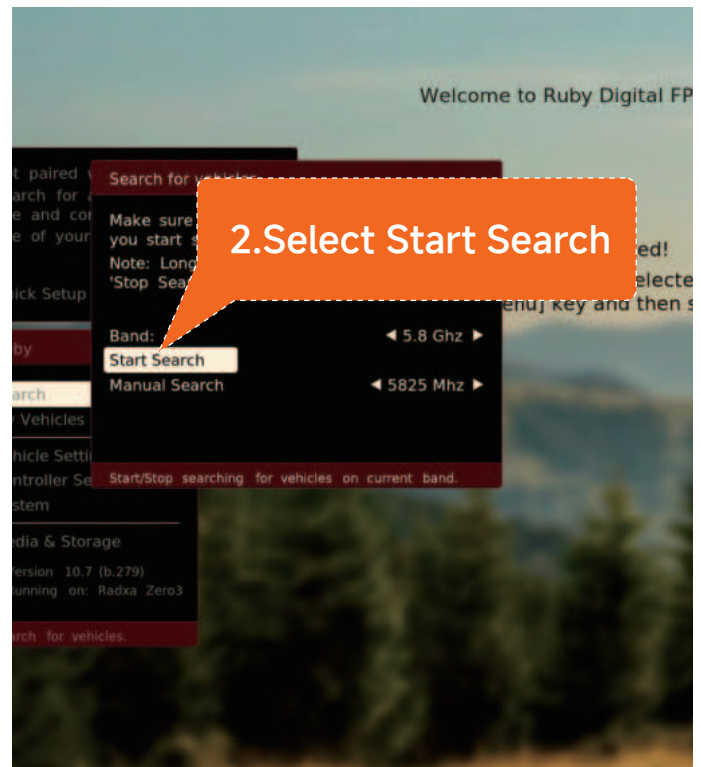 Welcome to Ruby Digital FP
t paired
arch for
e and co
e of your
ick Setup
by
arch
Vehicles
hicle Setti
ntroller Se
stem
edia & Storage
ersion 10.7 (b.279)
unning on: Radxa Zero3
arch for vehicles.
Search for vehicles
Make sure
you start s
Note: Long
'Stop Sea
2.Select Start Search
Band: ◀ 5.8 Ghz ▶
Start Search
Manual Search ◀ 5825 Mhz ▶
Start/Stop searching for vehicles on current band.
ed!
electe
enu] key and then s